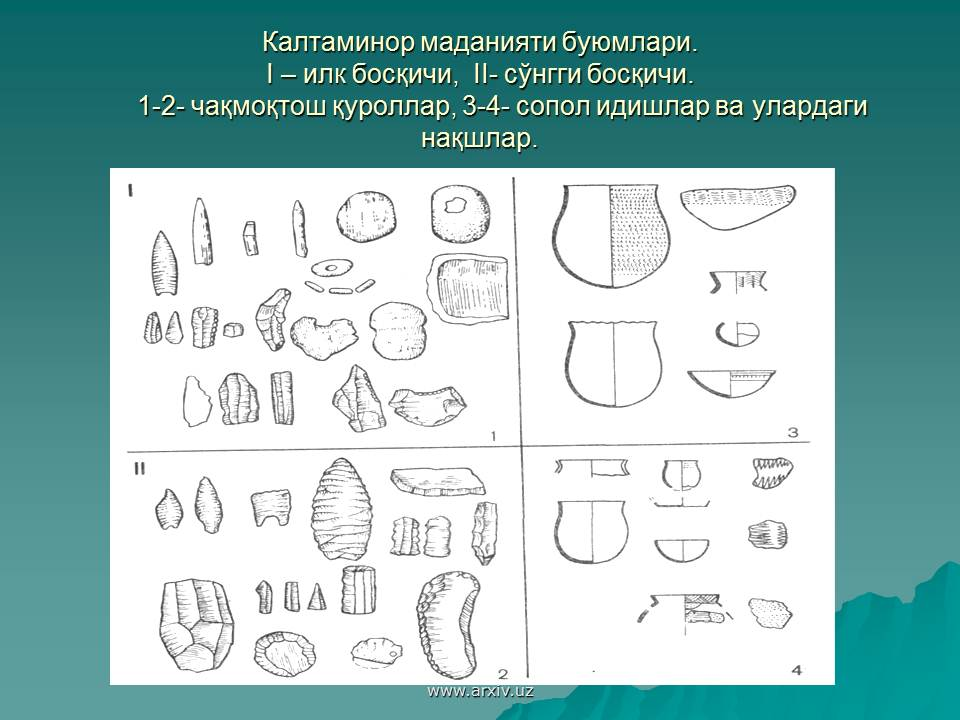 Калтаминор маданияти буюмлари.
I – илк босқичи, II- сўнгги босқичи.
1-2- чақмоқтош қуроллар, 3-4- сопол идишлар ва улардаги
нақшлар.
I
1
3
II
2
4
www.arxiv.uz